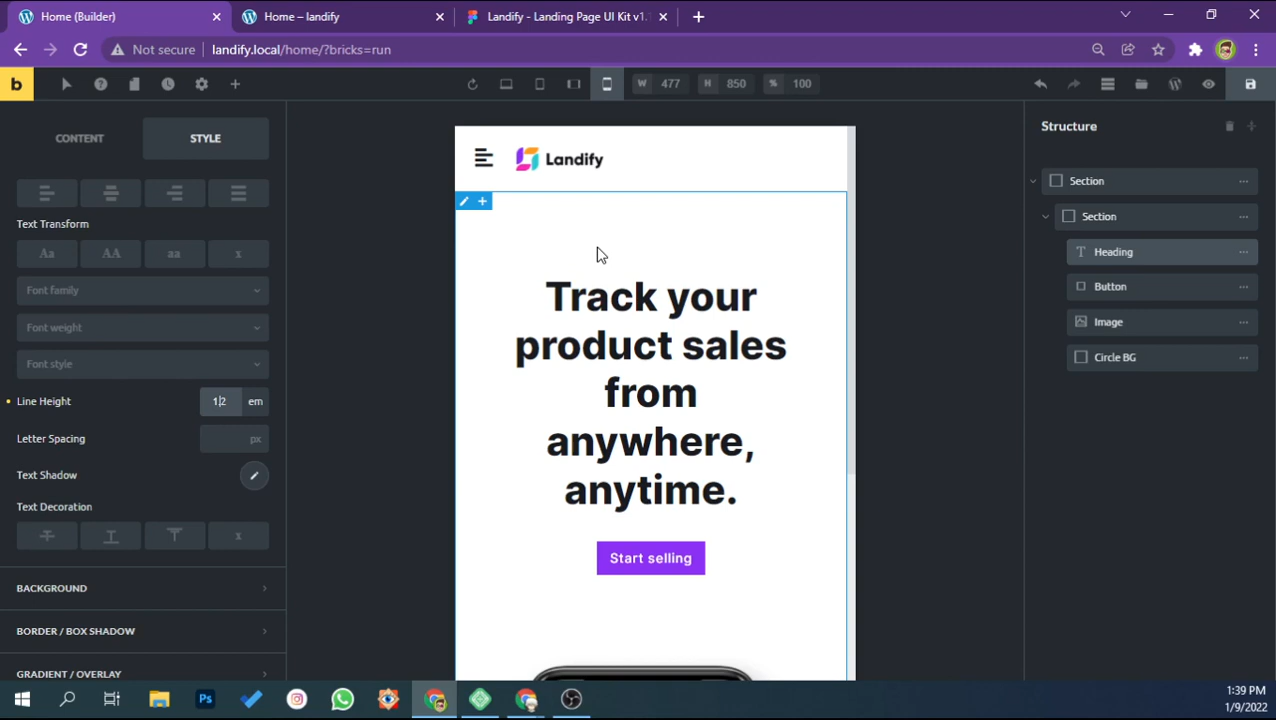 Home (Builder)
Home – landify
Landify - Landing Page UI Kit v1.
Not secure
landify.local/home/?bricks=run
b
W 477
H 850
% 100
CONTENT
STYLE
Text Transform
Aa
AA
aa
x
Font family
Font weight
Font style
Line Height
1.2
em
Letter Spacing
px
Text Shadow
Text Decoration
x
BACKGROUND
BORDER / BOX SHADOW
GRADIENT / OVERLAY
Landify
Track your
product sales
from
anywhere,
anytime.
Start selling
Structure
Section
Section
Heading
Button
Image
Circle BG
Ps
1:39 PM
1/9/2022